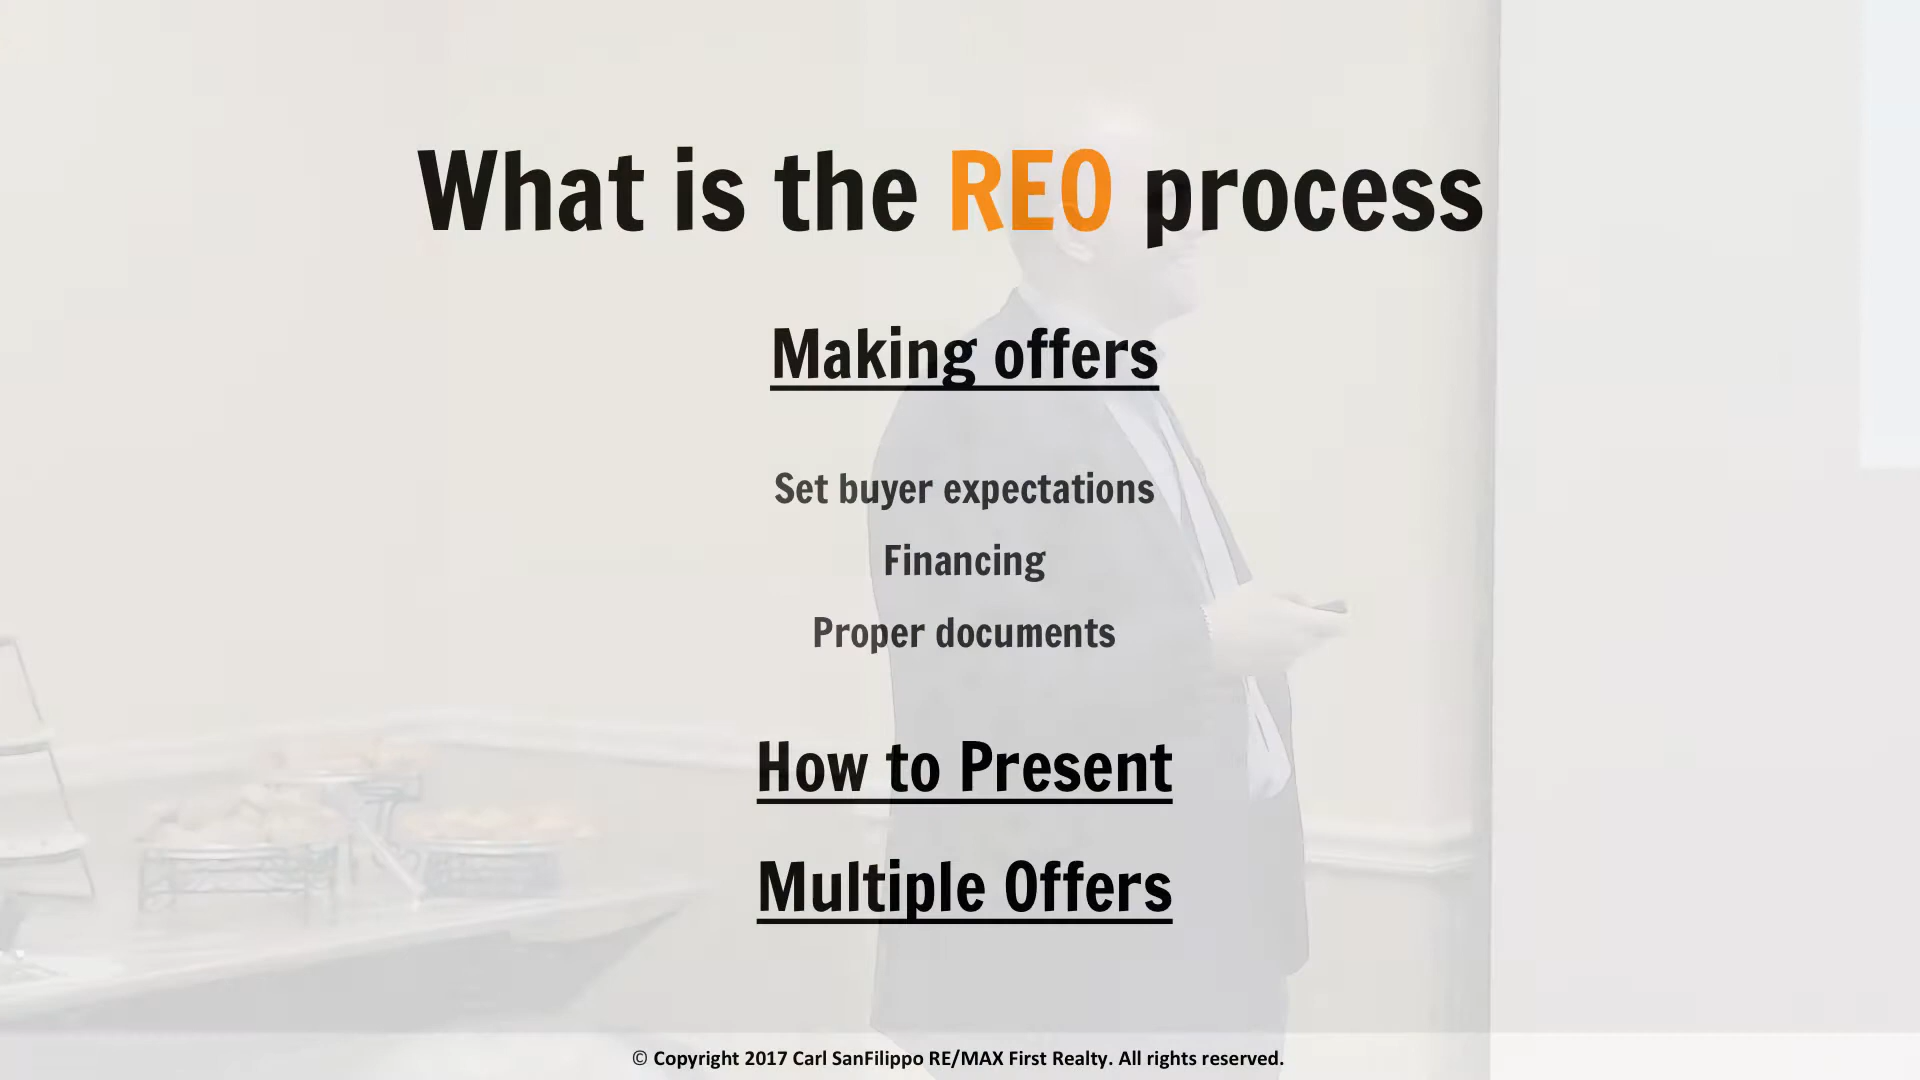 What is the REO process
Making offers
Set buyer expectations
Financing
Proper documents
How to Present
Multiple Offers
© Copyright 2017 Carl SanFilippo RE/MAX First Realty. All rights reserved.